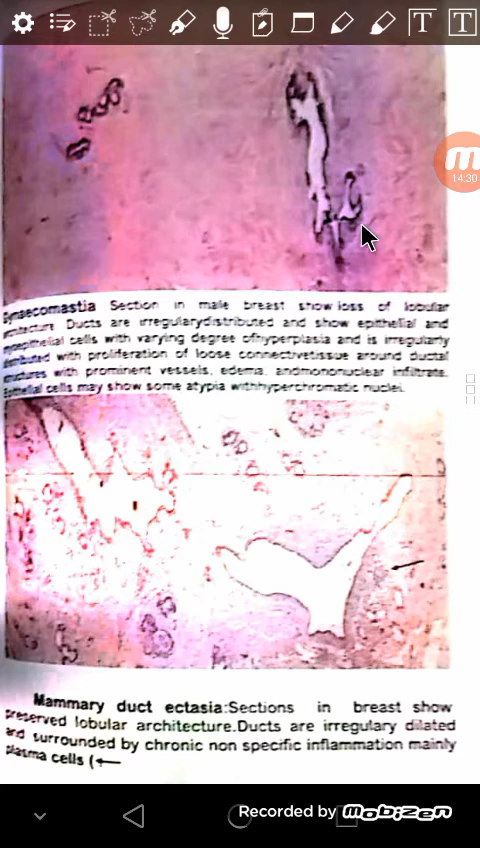 T T
14:30
Gynaecomastia Section in male breast show loss of lobular
architecture Ducts are irregularydistributed and show epithelial and
myoepithelial cells with varying degree ofhyperplasia and is irregularly
distributed with proliferation of loose connectivetissue around ductal
structures with prominent vessels, edema, andmononuclear infiltrate.
Epithelial cells may show some atypia withhyperchromatic nuclei.
Mammary duct ectasia:Sections in breast show
preserved lobular architecture.Ducts are irregulary dilated
and surrounded by chronic non specific inflammation mainly
plasma cells (←
Recorded by mobizen